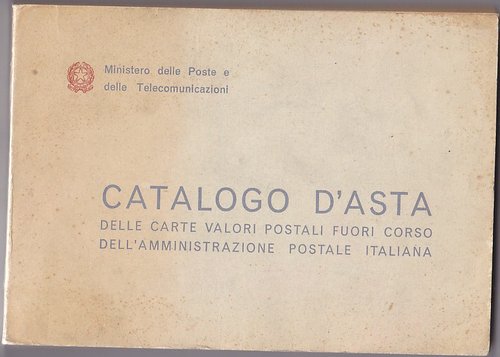 Ministero delle Poste e
delle Telecomunicazioni
CATALOGO D'ASTA
DELLE CARTE VALORI POSTALI FUORI CORSO
DELL'AMMINISTRAZIONE POSTALE ITALIANA